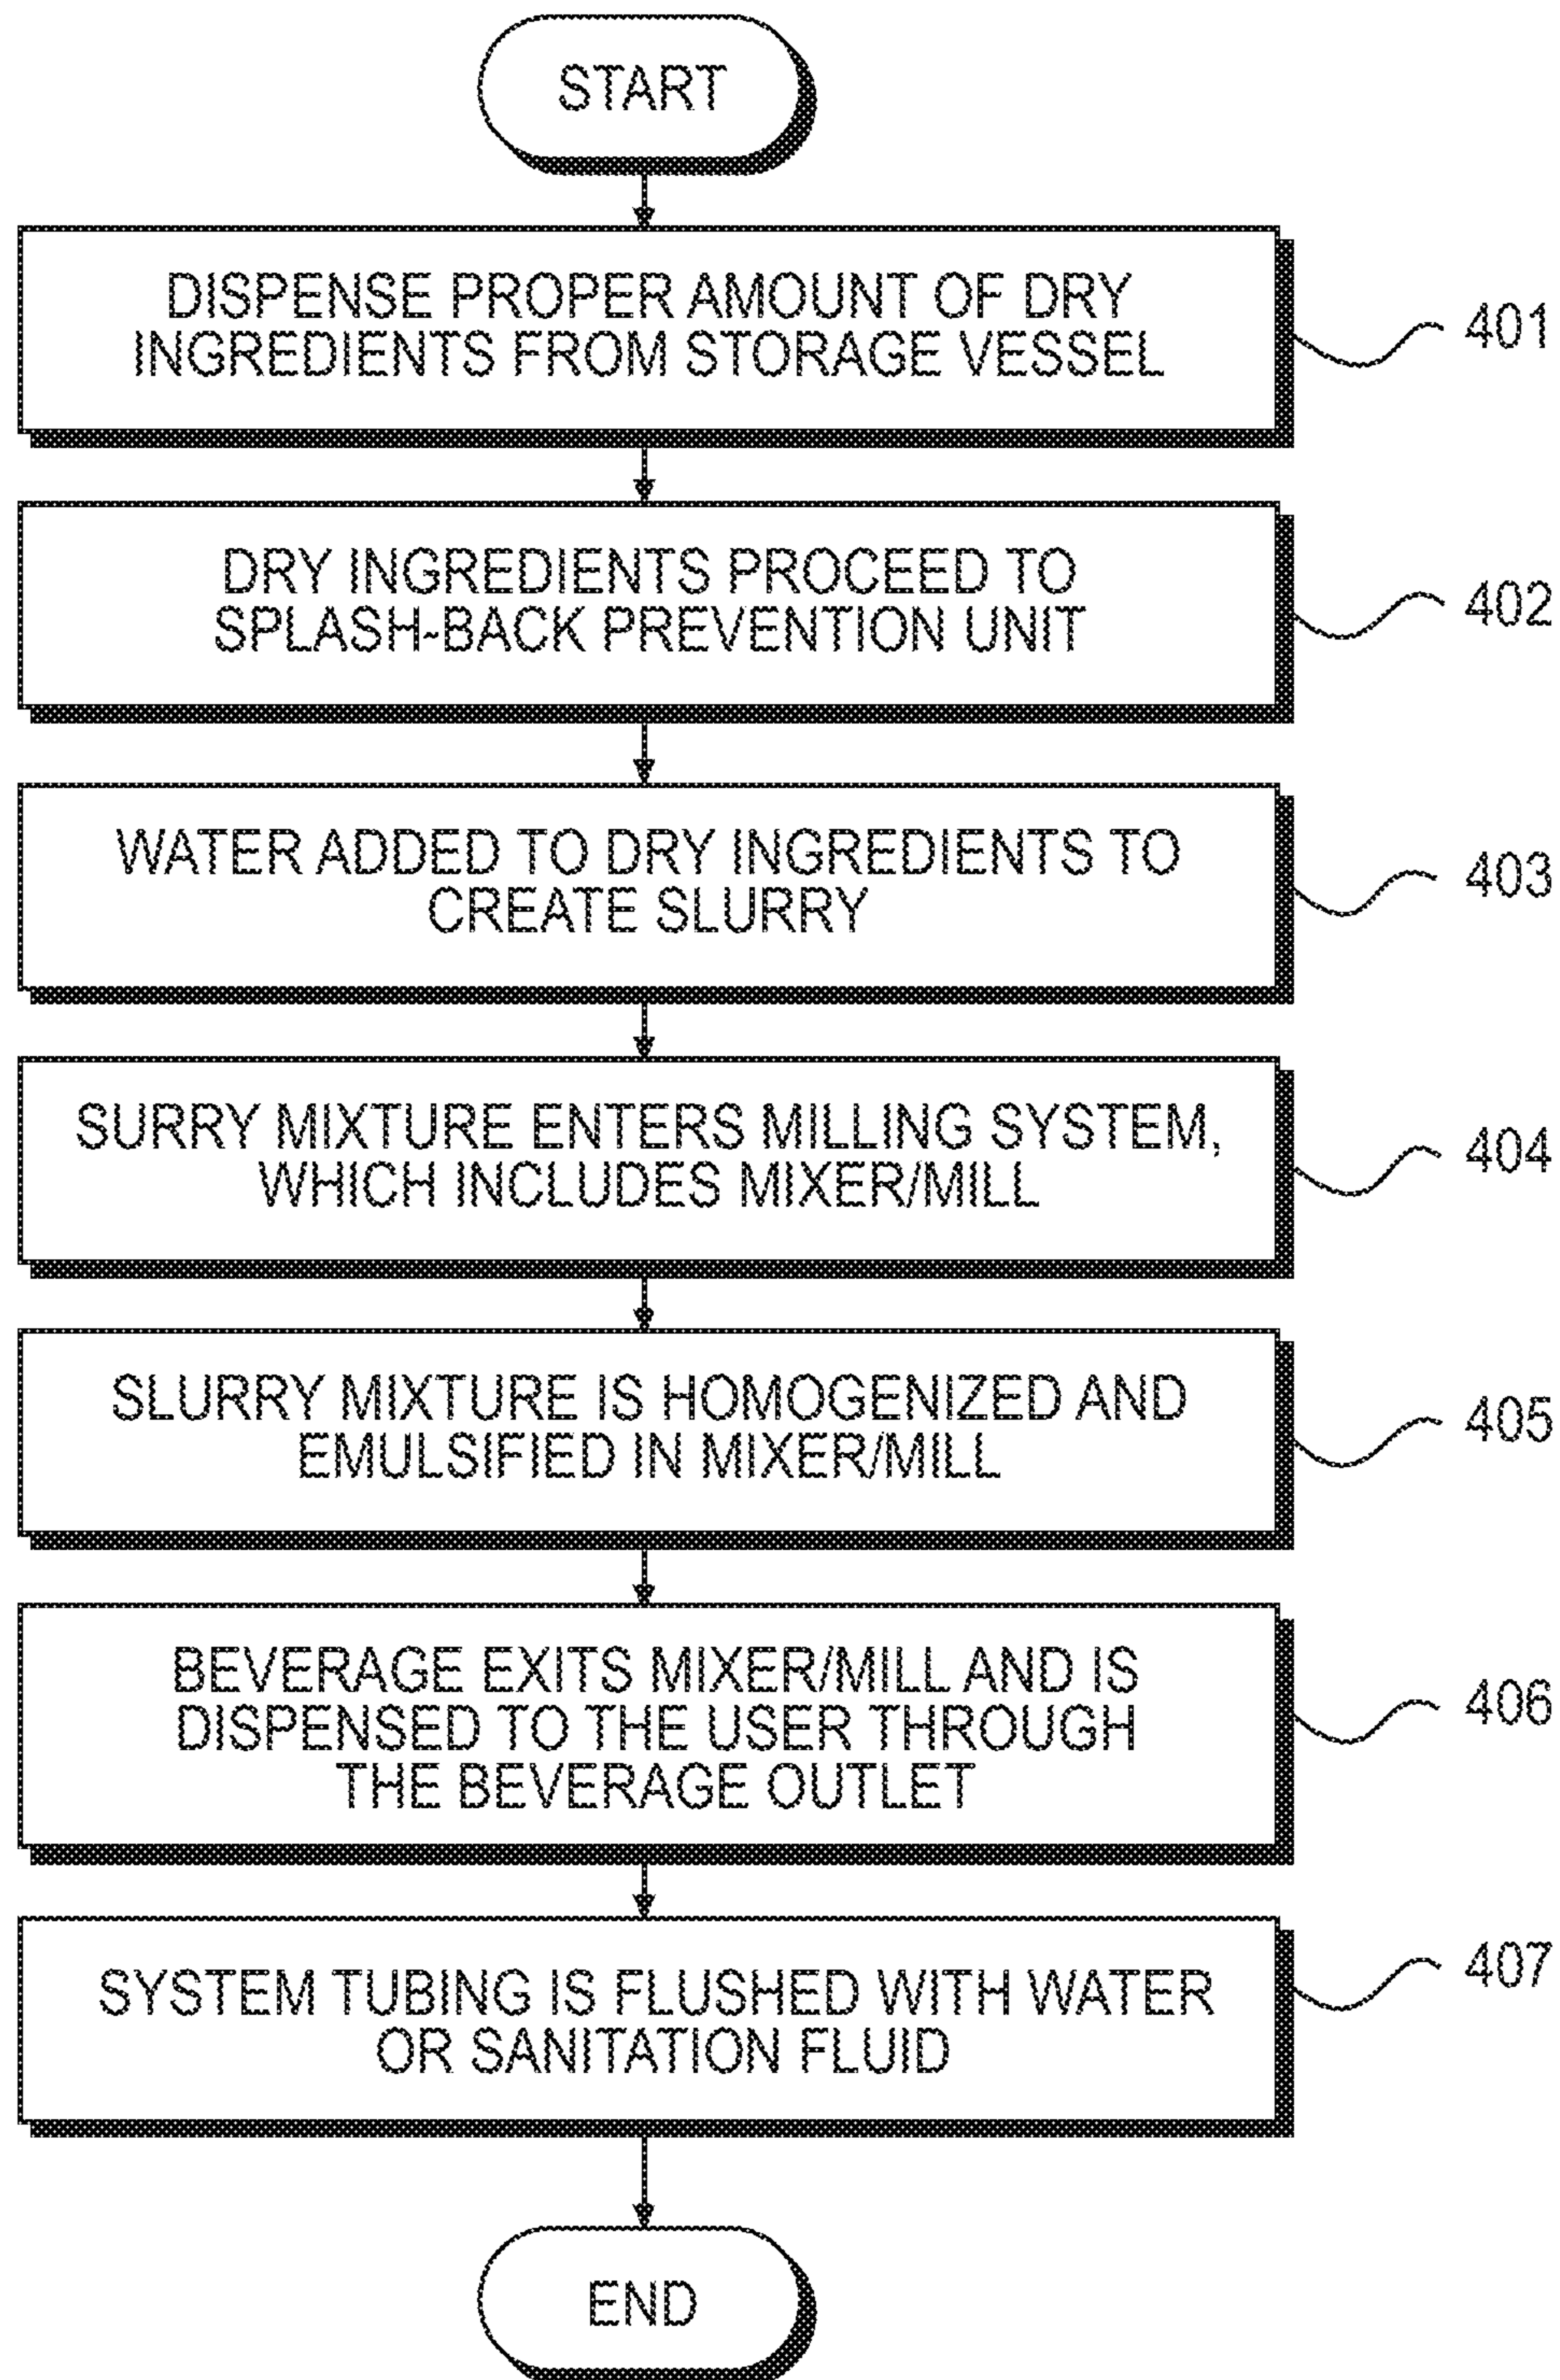 START
DISPENSE PROPER AMOUNT OF DRY
INGREDIENTS FROM STORAGE VESSEL
401
DRY INGREDIENTS PROCEED TO
SPLASH-BACK PREVENTION UNIT
402
WATER ADDED TO DRY INGREDIENTS TO
CREATE SLURRY
403
SURRY MIXTURE ENTERS MILLING SYSTEM,
WHICH INCLUDES MIXER/MILL
404
SLURRY MIXTURE IS HOMOGENIZED AND
EMULSIFIED IN MIXER/MILL
405
BEVERAGE EXITS MIXER/MILL AND IS
DISPENSED TO THE USER THROUGH
THE BEVERAGE OUTLET
406
SYSTEM TUBING IS FLUSHED WITH WATER
OR SANITATION FLUID
407
END